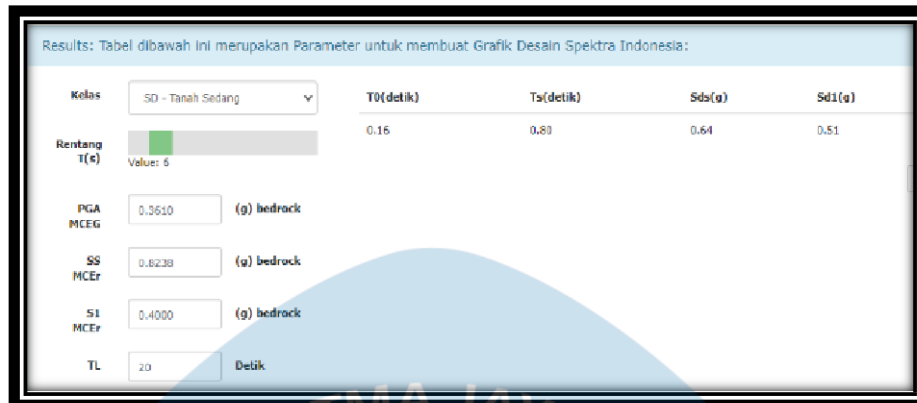 Results: Tabel dibawah ini merupakan Parameter untuk membuat Grafik Desain Spektra Indonesia:
Kelas SD - Tanah Sedang T0(detik) Ts(detik) Sds(g) Sd1(g)
0.16 0.80 0.64 0.51
Rentang
T(s)
Value: 6
PGA
MCEG
0.3610 (g) bedrock
SS
MCEr
0.8238 (g) bedrock
S1
MCEr
0.4000 (g) bedrock
TL 20 Detik